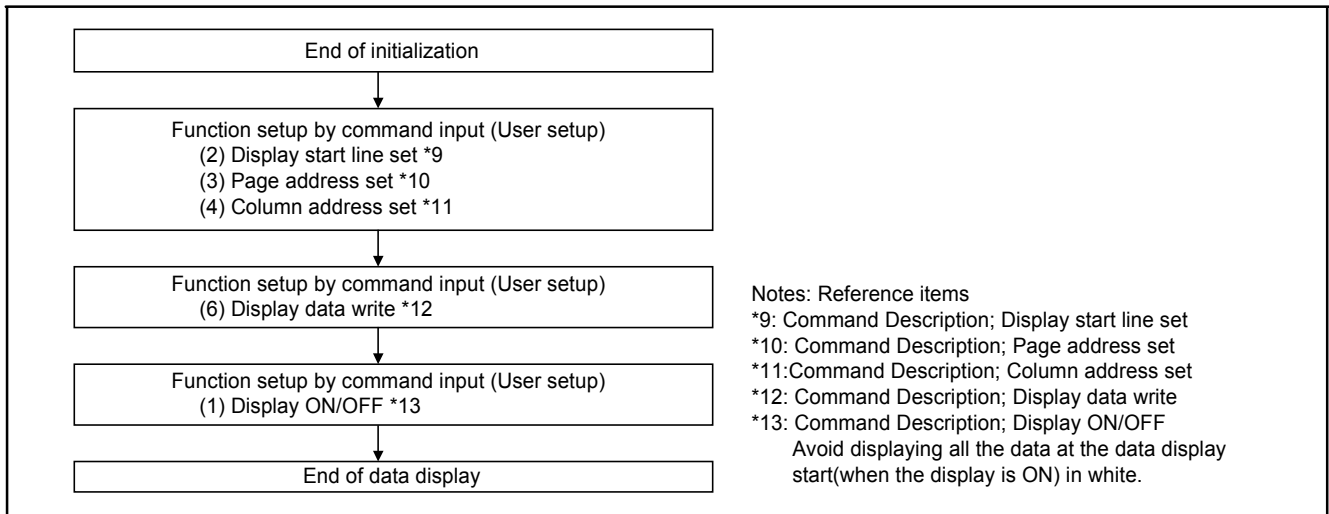 End of initialization
Function setup by command input (User setup)
(2) Display start line set *9
(3) Page address set *10
(4) Column address set *11
Function setup by command input (User setup)
(6) Display data write *12
Function setup by command input (User setup)
(1) Display ON/OFF *13
End of data display
Notes: Reference items
*9: Command Description; Display start line set
*10: Command Description; Page address set
*11:Command Description; Column address set
*12: Command Description; Display data write
*13: Command Description; Display ON/OFF
Avoid displaying all the data at the data display
start(when the display is ON) in white.